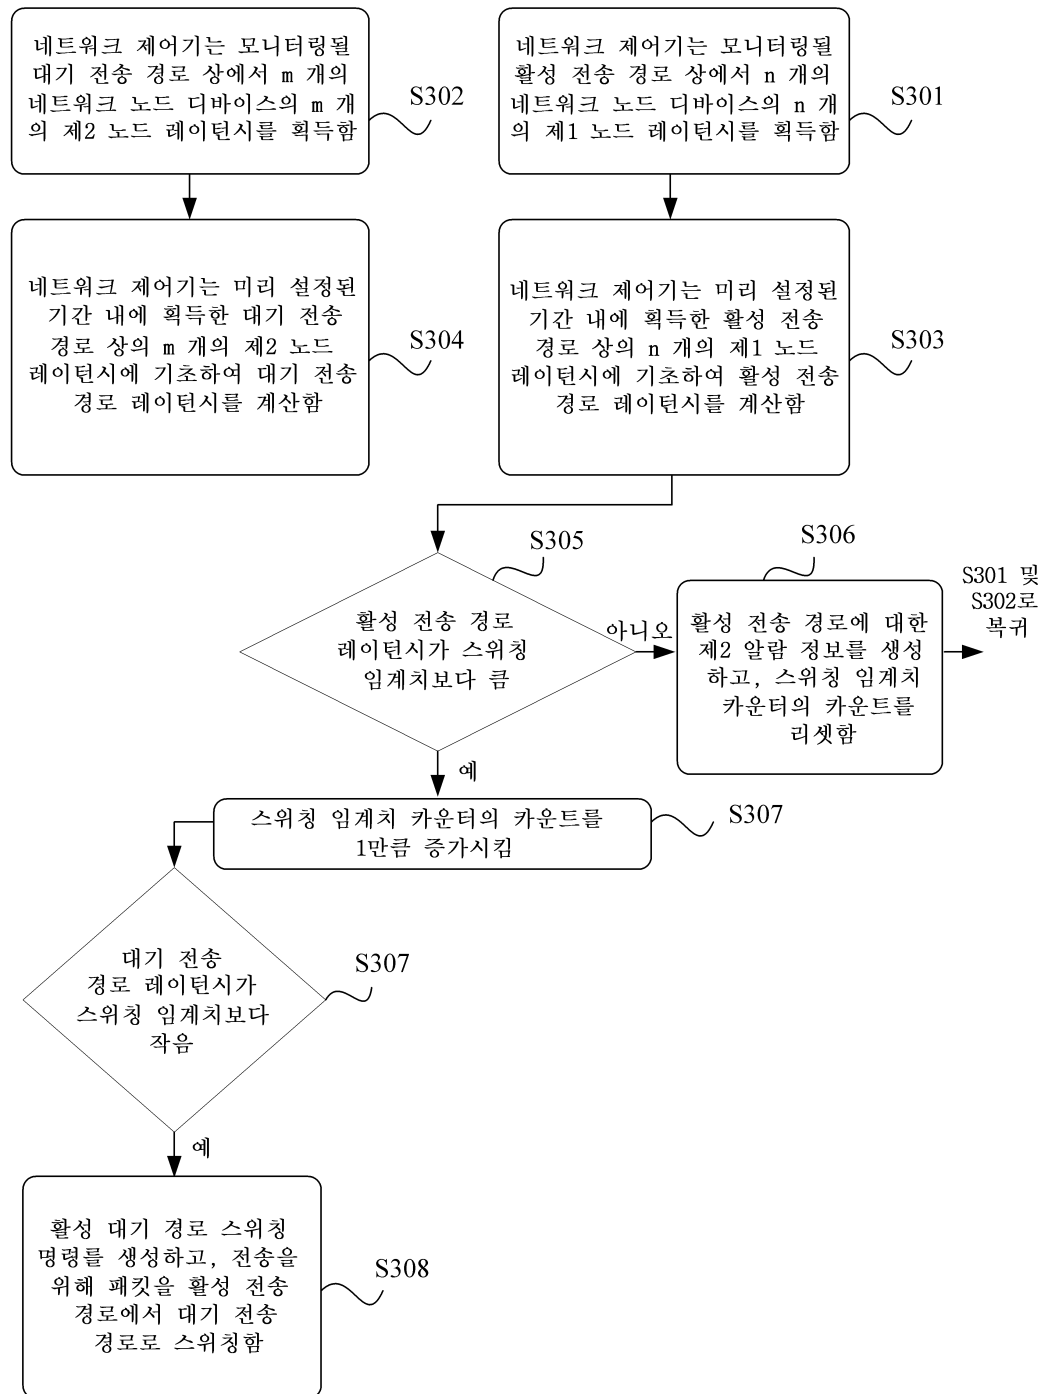 네트워크 제어기는 모니터링될
대기 전송 경로 상에서 m 개의
네트워크 노드 디바이스의 m 개
의 제2 노드 레이턴시를 획득함
S302
네트워크 제어기는 모니터링될
활성 전송 경로 상에서 n 개의
네트워크 노드 디바이스의 n 개
의 제1 노드 레이턴시를 획득함
S301
네트워크 제어기는 미리 설정된
기간 내에 획득한 대기 전송
경로 상의 m 개의 제2 노드
레이턴시에 기초하여 대기 전송
경로 레이턴시를 계산함
S304
네트워크 제어기는 미리 설정된
기간 내에 획득한 활성 전송
경로 상의 n 개의 제1 노드
레이턴시에 기초하여 활성 전송
경로 레이턴시를 계산함
S303
S305
활성 전송 경로
레이턴시가 스위칭
임계치보다 큼
아니오
S306
활성 전송 경로에 대한
제2 알람 정보를 생성
하고, 스위칭 임계치
카운터의 카운트를
리셋함
S301 및
S302로
복귀
예
스위칭 임계치 카운터의 카운트를
1만큼 증가시킴
S307
대기 전송
경로 레이턴시가
스위칭 임계치보다
작음
S307
예
활성 대기 경로 스위칭
명령를 생성하고, 전송을
위해 패킷을 활성 전송
경로에서 대기 전송
경로로 스위칭함
S308